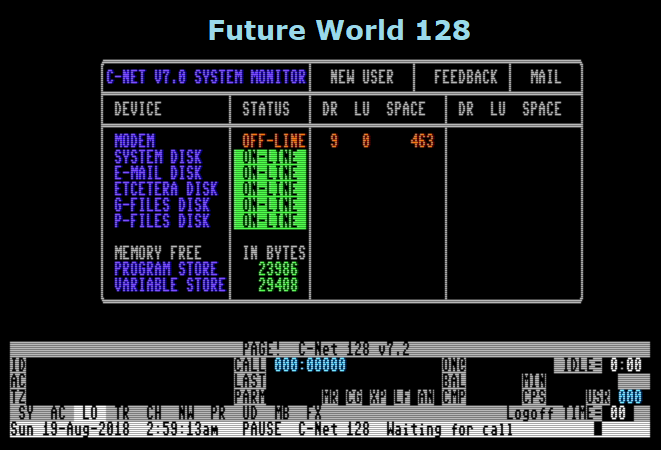 Future World 128
C-NET V7.0 SYSTEM MONITOR NEW USER FEEDBACK MAIL
DEVICE STATUS DR LU SPACE DR LU SPACE
MODEM OFF-LINE 9 0 463
SYSTEM DISK ON-LINE
E-MAIL DISK ON-LINE
ETCETERA DISK ON-LINE
G-FILES DISK ON-LINE
P-FILES DISK ON-LINE
MEMORY FREE IN BYTES
PROGRAM STORE 23986
VARIABLE STORE 29408
PAGE! C-Net 128 v7.2
ID CALL 000:00000 ONC IDLE= 0:00
AC LAST BAL MIN
TZ PARM MR CG XP LF AN CMP CPS USR 000
SY AC LO TR CH NW PR UD MB FX Logoff TIME= 00
Sun 19-Aug-2018 2:59:13am PAUSE C-Net 128 Waiting for call